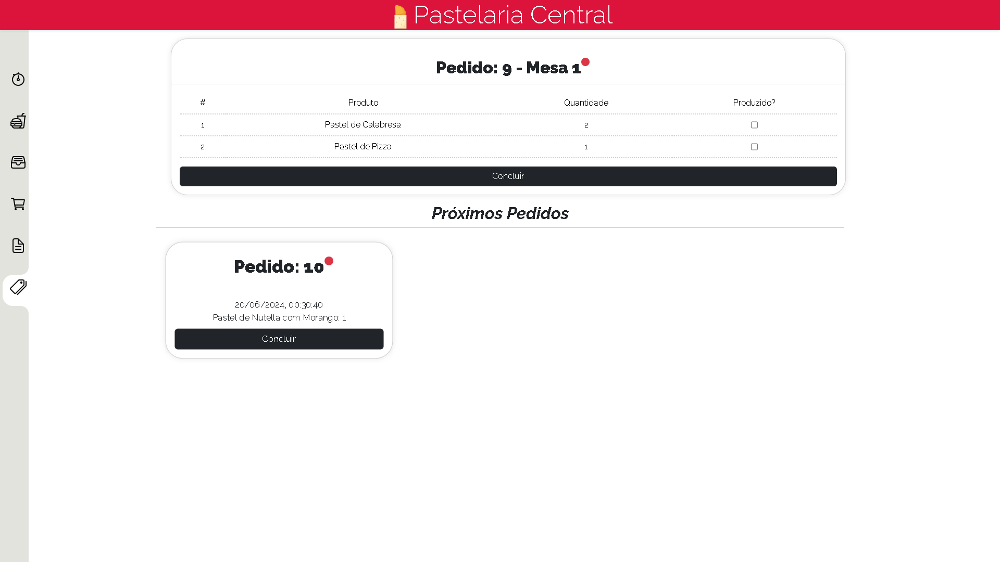 Pastelaria Central
Pedido: 9 - Mesa 1
# Produto Quantidade Produzido?
1 Pastel de Calabresa 2
2 Pastel de Pizza 1
Concluir
Próximos Pedidos
Pedido: 10
20/06/2024, 00:30:40
Pastel de Nutella com Morango: 1
Concluir